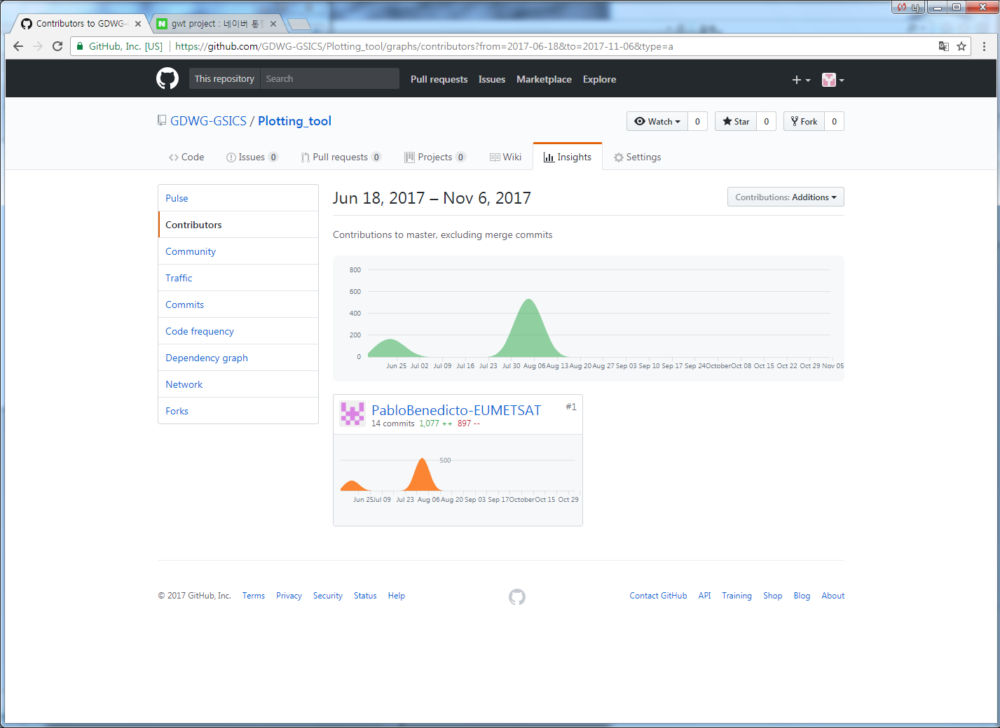 Contributors to GDWG-
gwt project : 네이버 통
GitHub, Inc. [US] https://github.com/GDWG-GSICS/Plotting_tool/graphs/contributors?from=2017-06-18&to=2017-11-06&type=a
This repository Search Pull requests Issues Marketplace Explore
GDWG-GSICS / Plotting_tool
Watch 0 Star 0 Fork 0
Code Issues 0 Pull requests 0 Projects 0 Wiki Insights Settings
Pulse
Contributors
Community
Traffic
Commits
Code frequency
Dependency graph
Network
Forks
Jun 18, 2017 – Nov 6, 2017
Contributions: Additions
Contributions to master, excluding merge commits
800
600
400
200
0
Jun 25 Jul 02 Jul 09 Jul 16 Jul 23 Jul 30 Aug 06 Aug 13 Aug 20 Aug 27 Sep 03 Sep 10 Sep 17 Sep 24 October Oct 08 Oct 15 Oct 22 Oct 29 Nov 05
PabloBenedicto-EUMETSAT #1
14 commits 1,077 ++ 897 --
500
Jun 25 Jul 09 Jul 23 Aug 06 Aug 20 Sep 03 Sep 17 October Oct 15 Oct 29
© 2017 GitHub, Inc. Terms Privacy Security Status Help
Contact GitHub API Training Shop Blog About